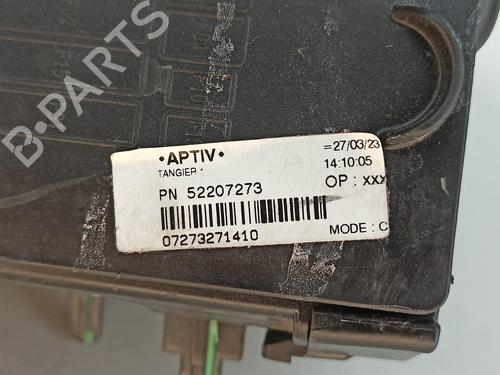 B-PARTS
•APTIV•
TANGIER
=27/03/23
14:10:05
PN 52207273
OP : XXX
07273271410
MODE : C